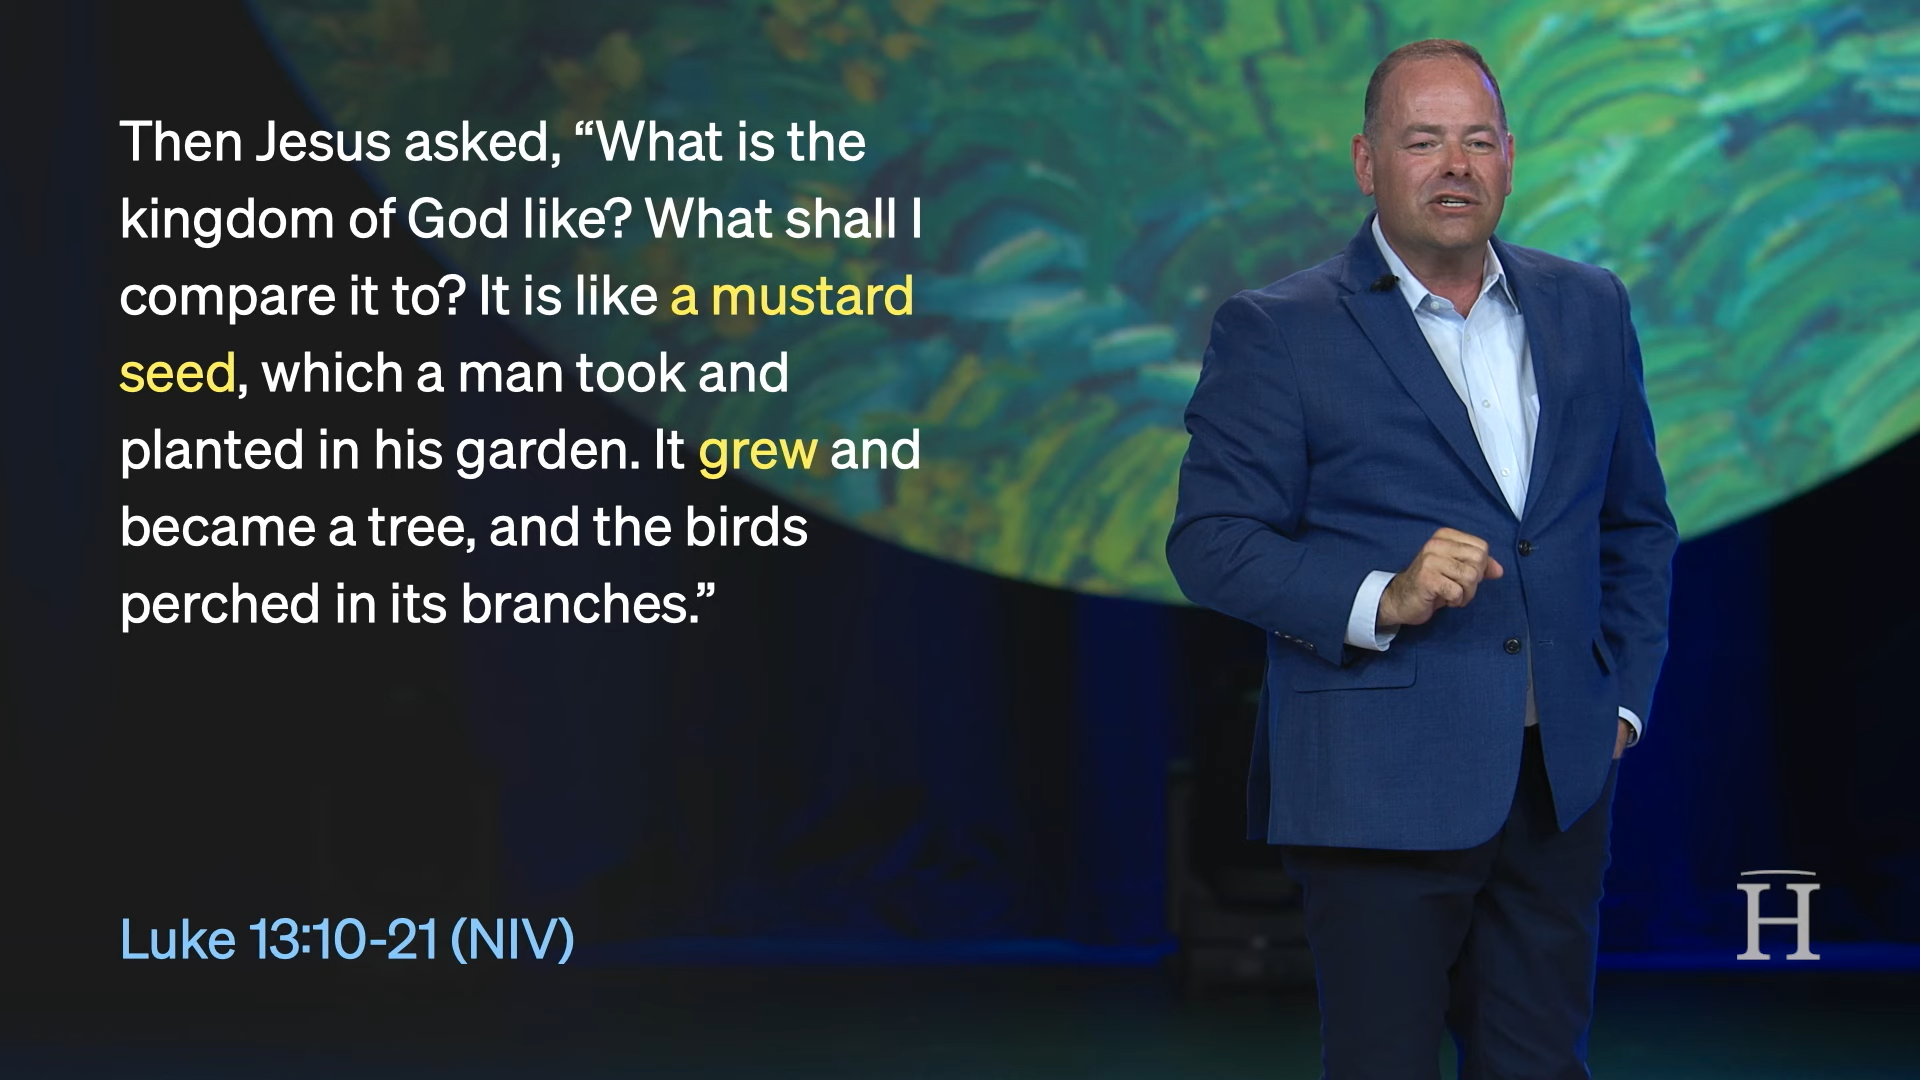 Then Jesus asked, “What is the
kingdom of God like? What shall I
compare it to? It is like a mustard
seed, which a man took and
planted in his garden. It grew and
became a tree, and the birds
perched in its branches.”
Luke 13:10-21 (NIV)
H